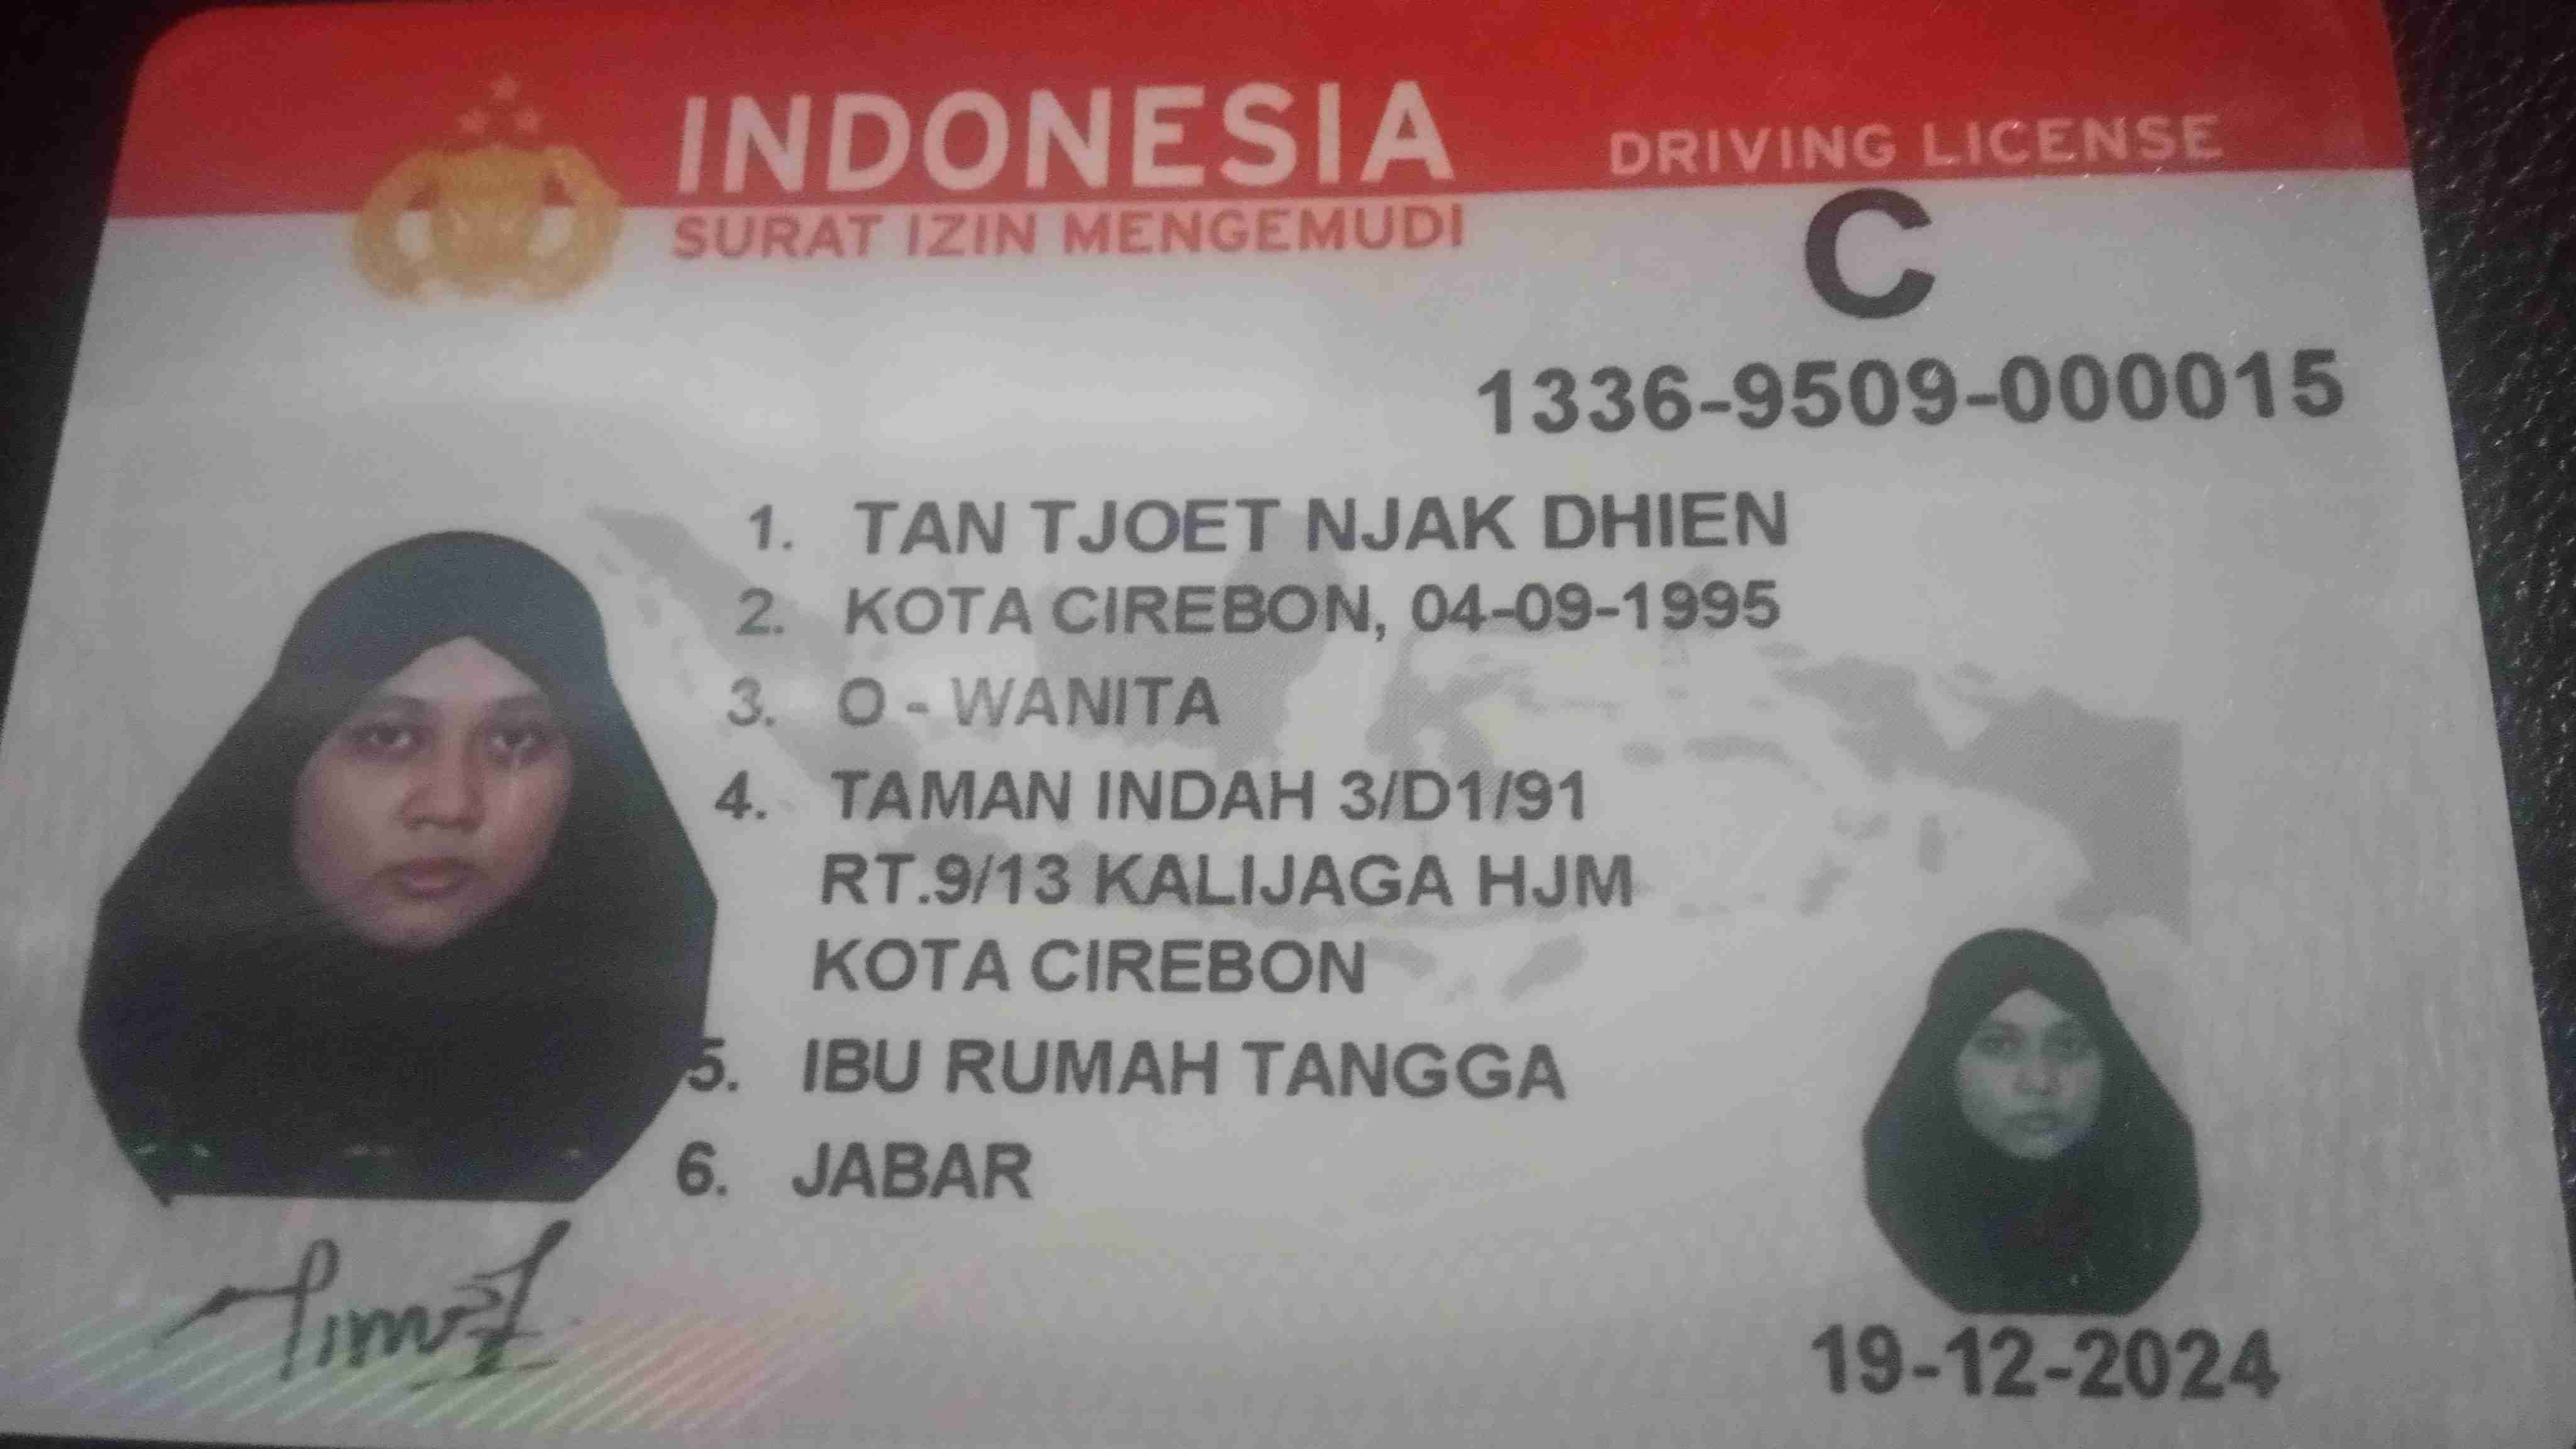 INDONESIA
DRIVING LICENSE
SURAT IZIN MENGEMUDI
C
1336-9509-000015
1. TAN TJOET NJAK DHIEN
2. KOTA CIREBON, 04-09-1995
3. O - WANITA
4. TAMAN INDAH 3/D1/91
RT.9/13 KALIJAGA HJM
KOTA CIREBON
5. IBU RUMAH TANGGA
6. JABAR
19-12-2024